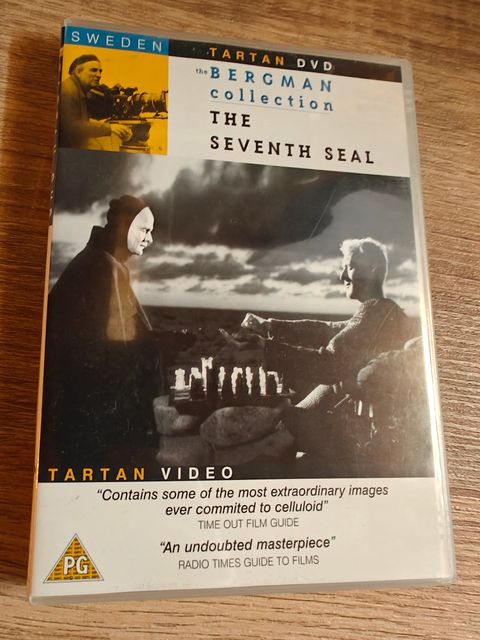 SWEDEN
TARTAN DVD
the BERGMAN
collection
THE
SEVENTH SEAL
TARTAN VIDEO
“Contains some of the most extraordinary images
ever commited to celluloid”
TIME OUT FILM GUIDE
“An undoubted masterpiece”
RADIO TIMES GUIDE TO FILMS
PG